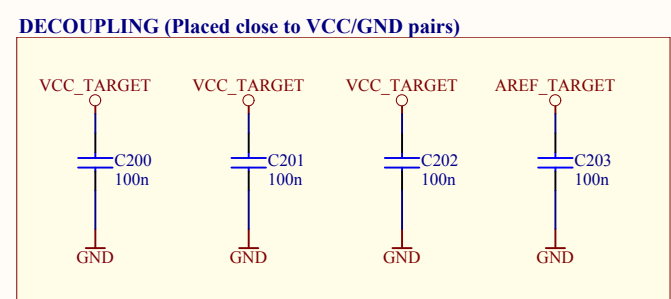 DECOUPLING (Placed close to VCC/GND pairs)
VCC_TARGET VCC_TARGET VCC_TARGET AREF_TARGET
C200 C201 C202 C203
100n 100n 100n 100n
GND GND GND GND